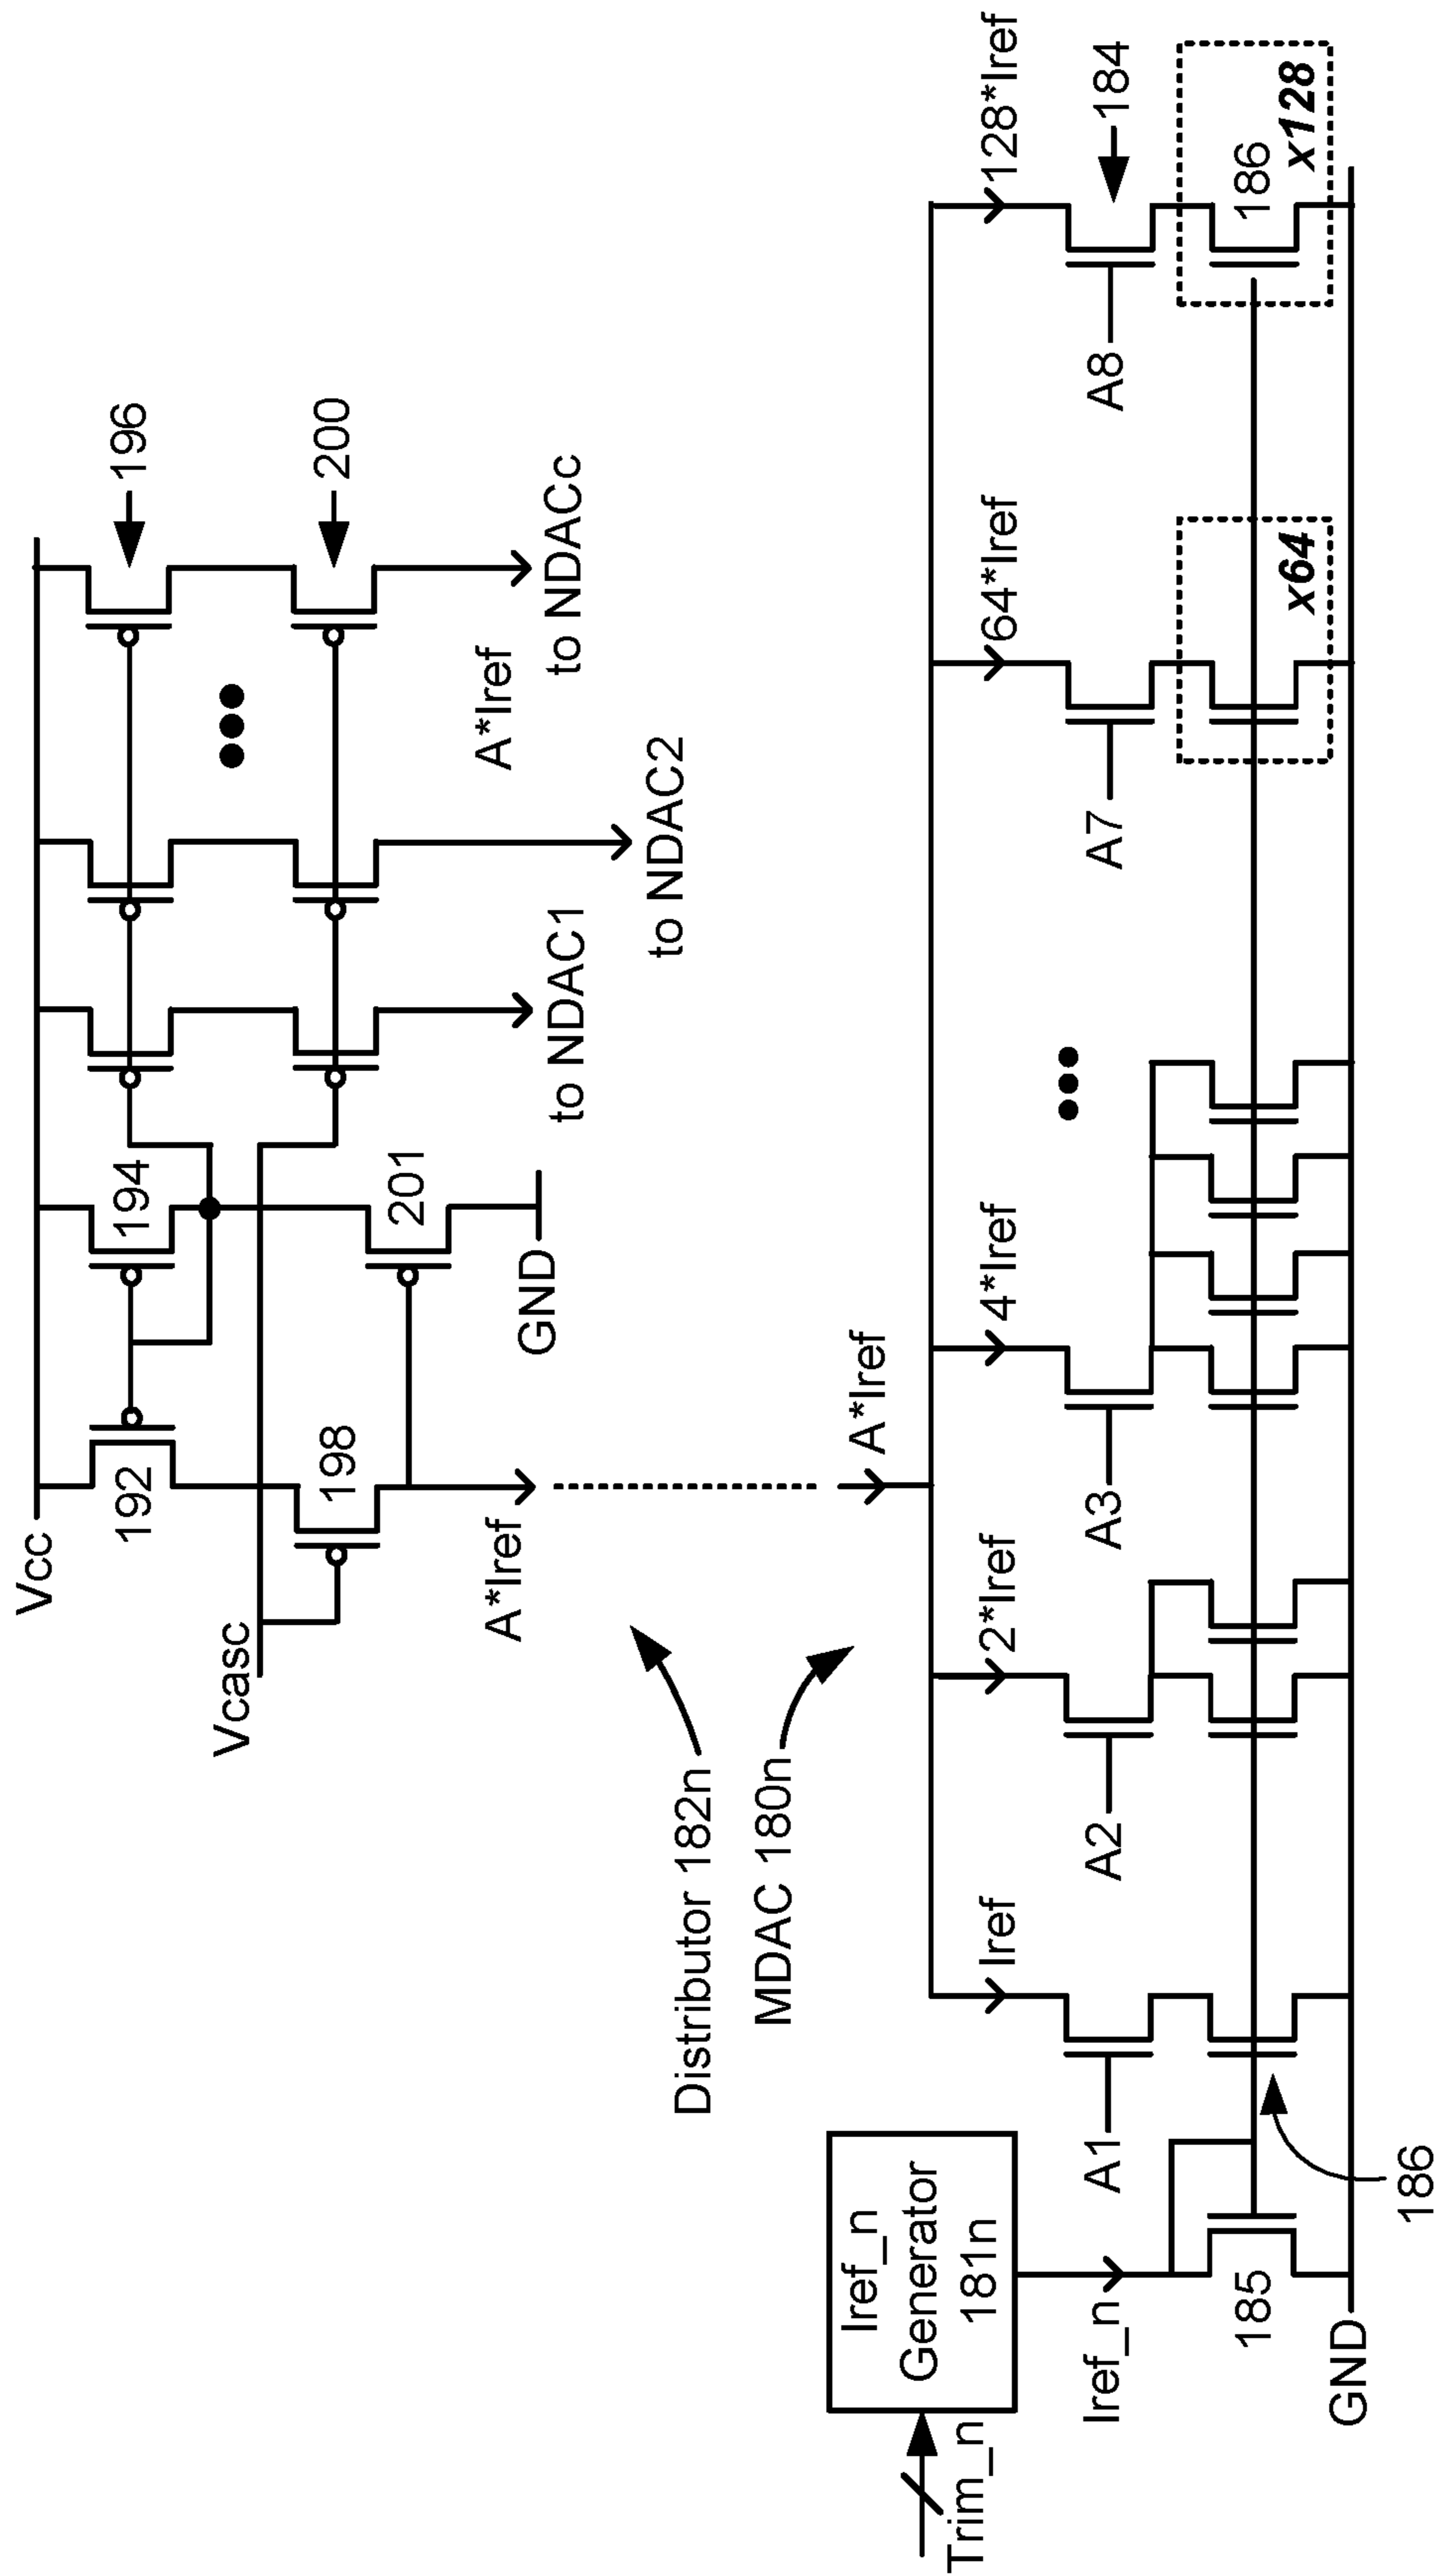 Vcc
192
194
196
Vcasc
198
201
200
GND
A*Iref
to NDAC1
to NDAC2
A*Iref
to NDACc
Distributor 182n
MDAC 180n
A*Iref
Trim_n
Iref_n
Generator
181n
Iref_n
Iref
2*Iref
4*Iref
64*Iref
128*Iref
A1
A2
A3
A7
A8
184
185
186
186
x64
x128
GND